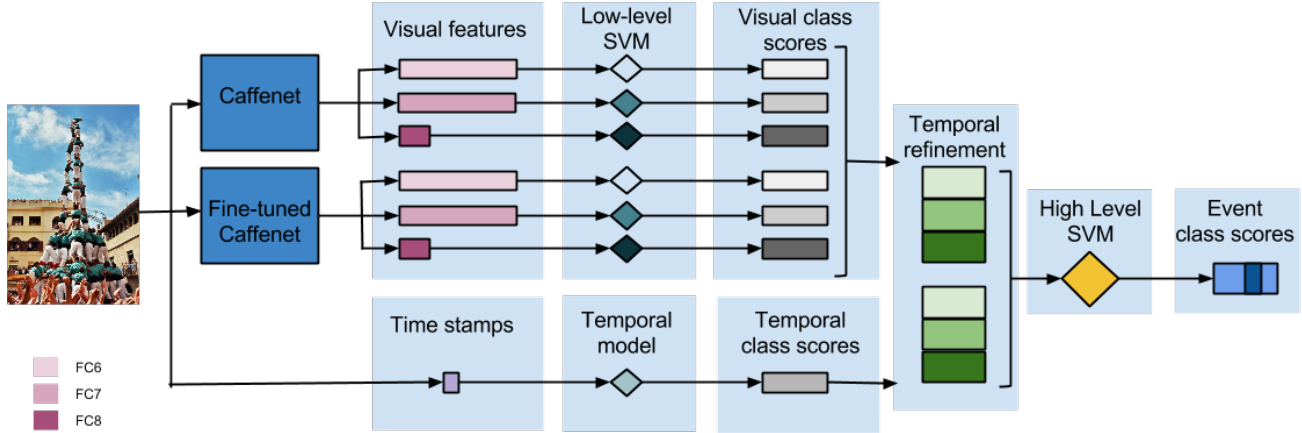 Visual features
Low-level
SVM
Visual class
scores
Caffenet
Fine-tuned
Caffenet
Temporal
refinement
High Level
SVM
Event
class scores
Time stamps
Temporal
model
Temporal
class scores
FC6
FC7
FC8